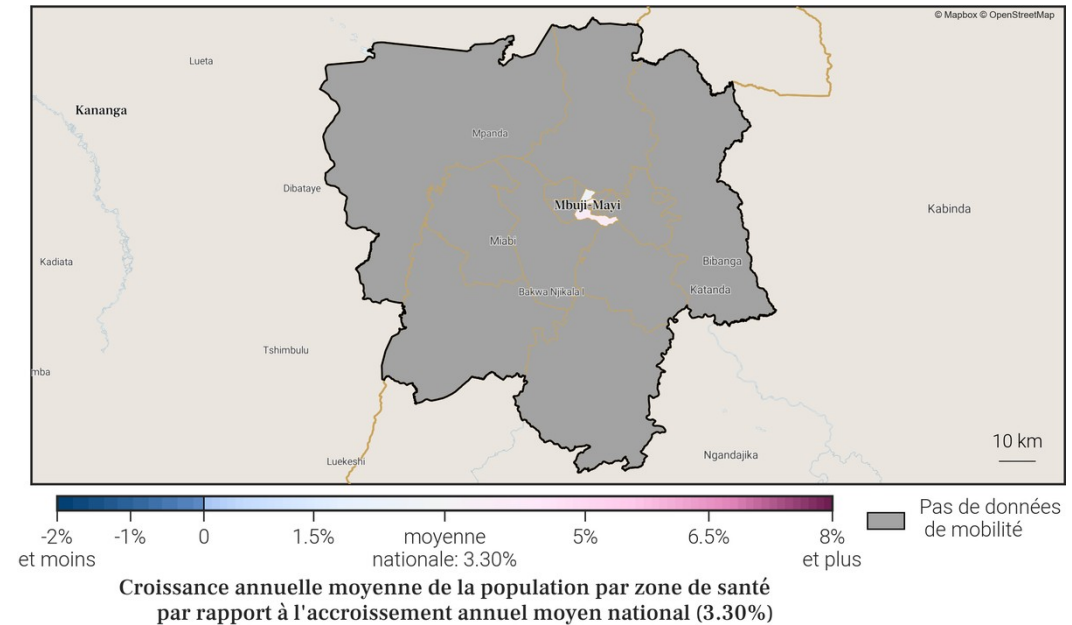 © Mapbox © OpenStreetMap
Lueta
Kananga
Mpanda
Dibataye
Mbuji-Mayi
Kabinda
Miabi
Kadiata
Bibanga
Bakwa Njikala I
Katanda
Tshimbulu
mba
10 km
Ngandajika
Luekeshi
-2% -1% 0 1.5% moyenne 5% 6.5% 8%
et moins nationale: 3.30% et plus
Pas de données
de mobilité
Croissance annuelle moyenne de la population par zone de santé
par rapport à l'accroissement annuel moyen national (3.30%)